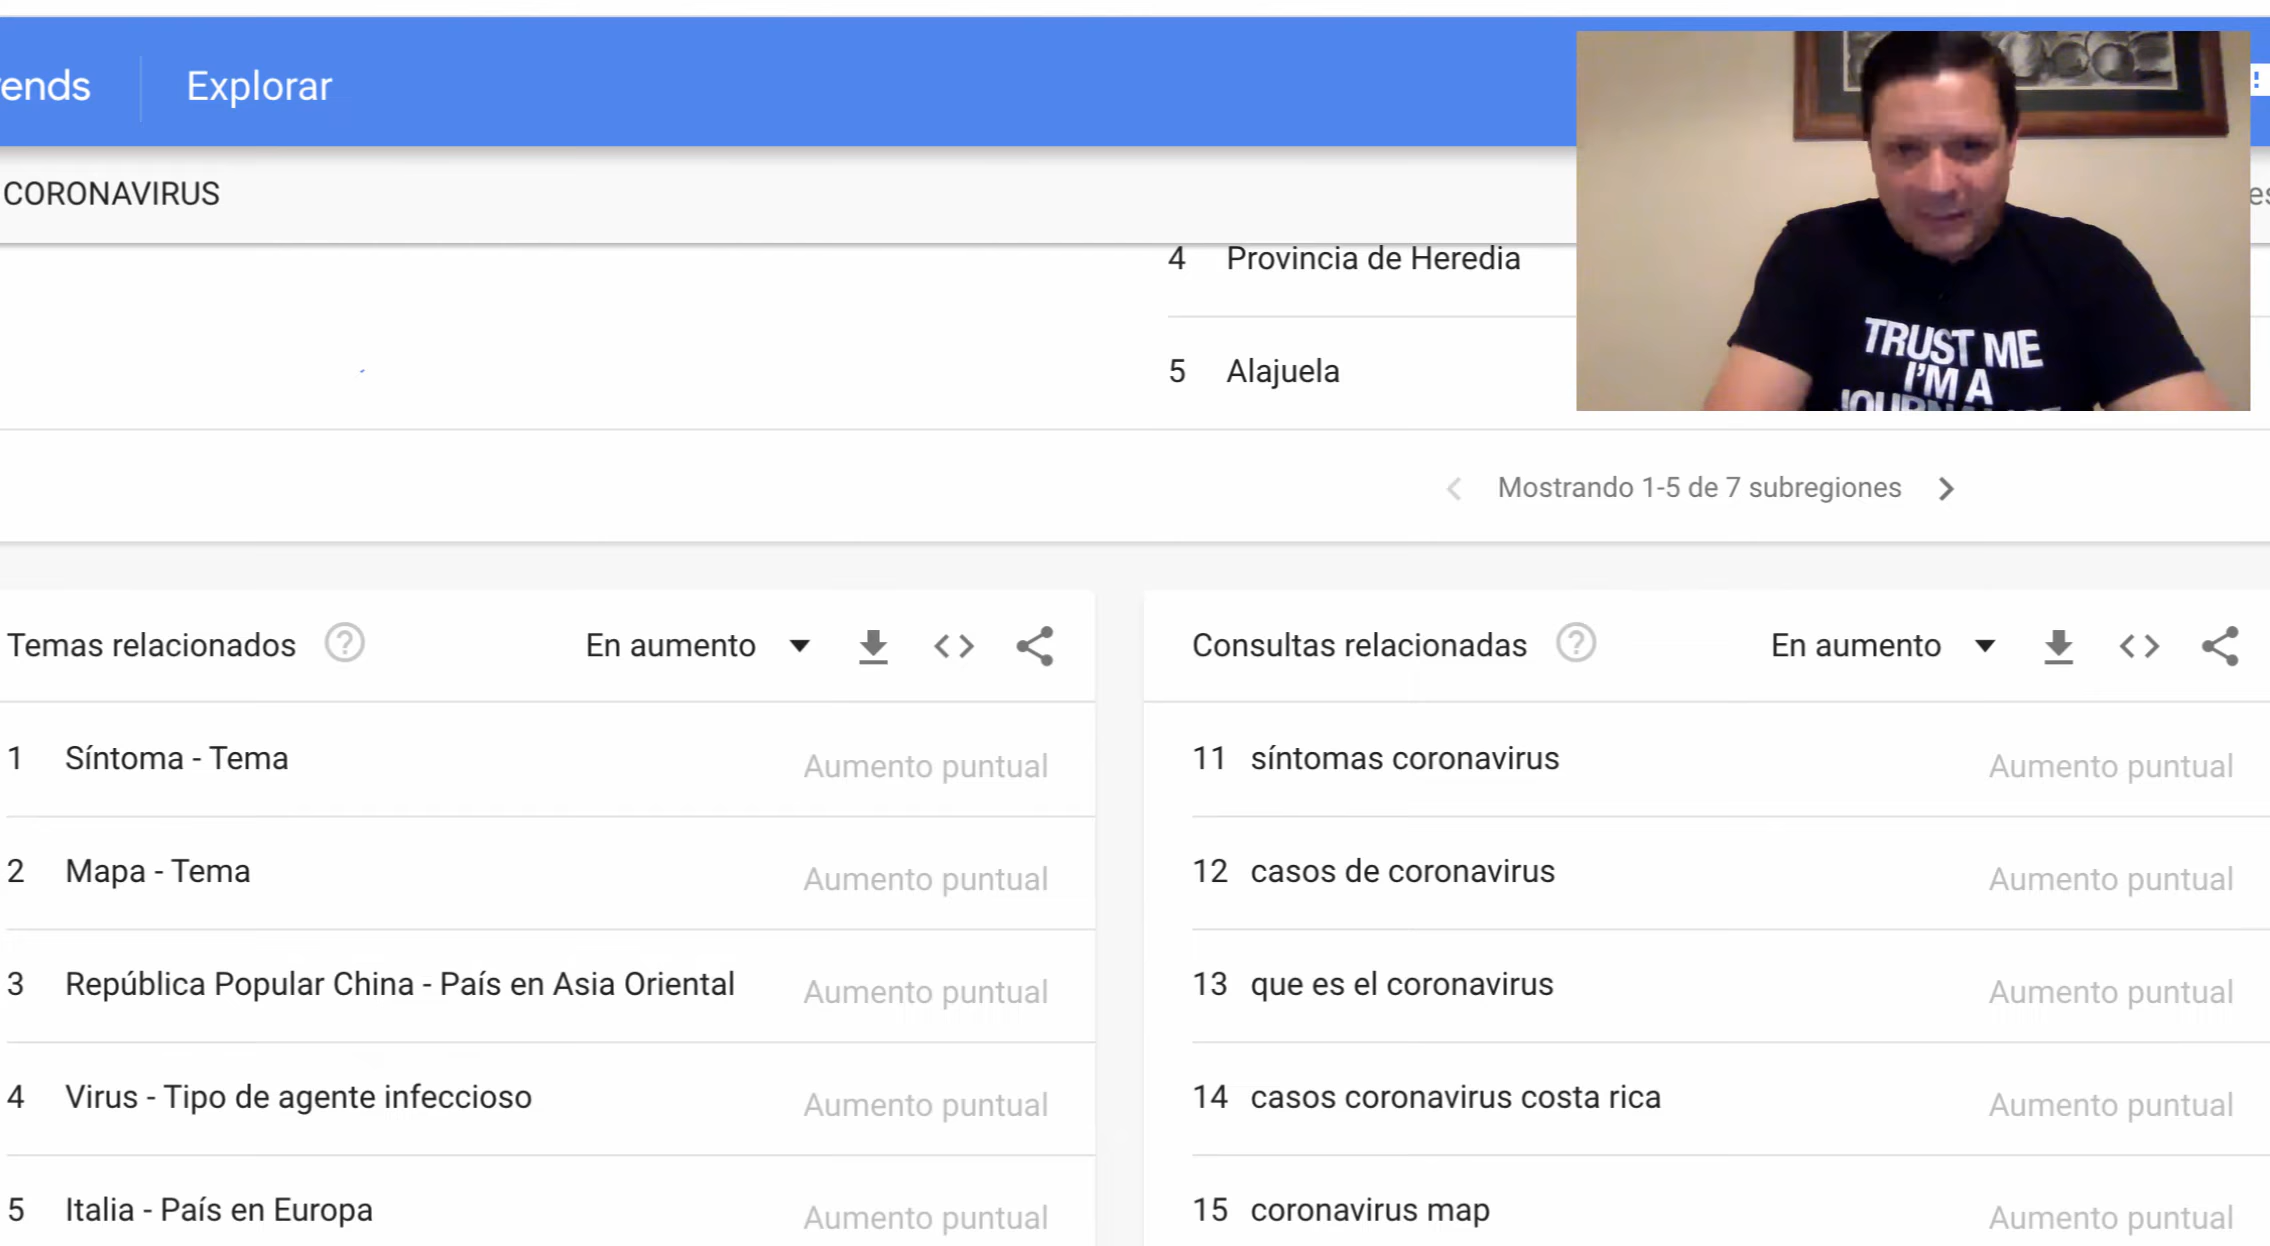 ends
Explorar
CORONAVIRUS
4 Provincia de Heredia
5 Alajuela
TRUST ME
I'M A
Mostrando 1-5 de 7 subregiones
Temas relacionados
En aumento
Consultas relacionadas
En aumento
1 Síntoma - Tema Aumento puntual
2 Mapa - Tema Aumento puntual
3 República Popular China - País en Asia Oriental Aumento puntual
4 Virus - Tipo de agente infeccioso Aumento puntual
5 Italia - País en Europa Aumento puntual
11 síntomas coronavirus Aumento puntual
12 casos de coronavirus Aumento puntual
13 que es el coronavirus Aumento puntual
14 casos coronavirus costa rica Aumento puntual
15 coronavirus map Aumento puntual